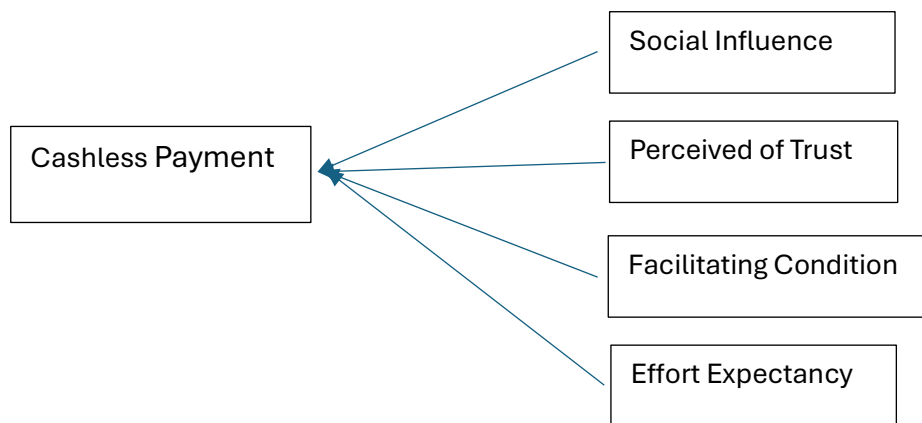 Social Influence
Cashless Payment
Perceived of Trust
Facilitating Condition
Effort Expectancy